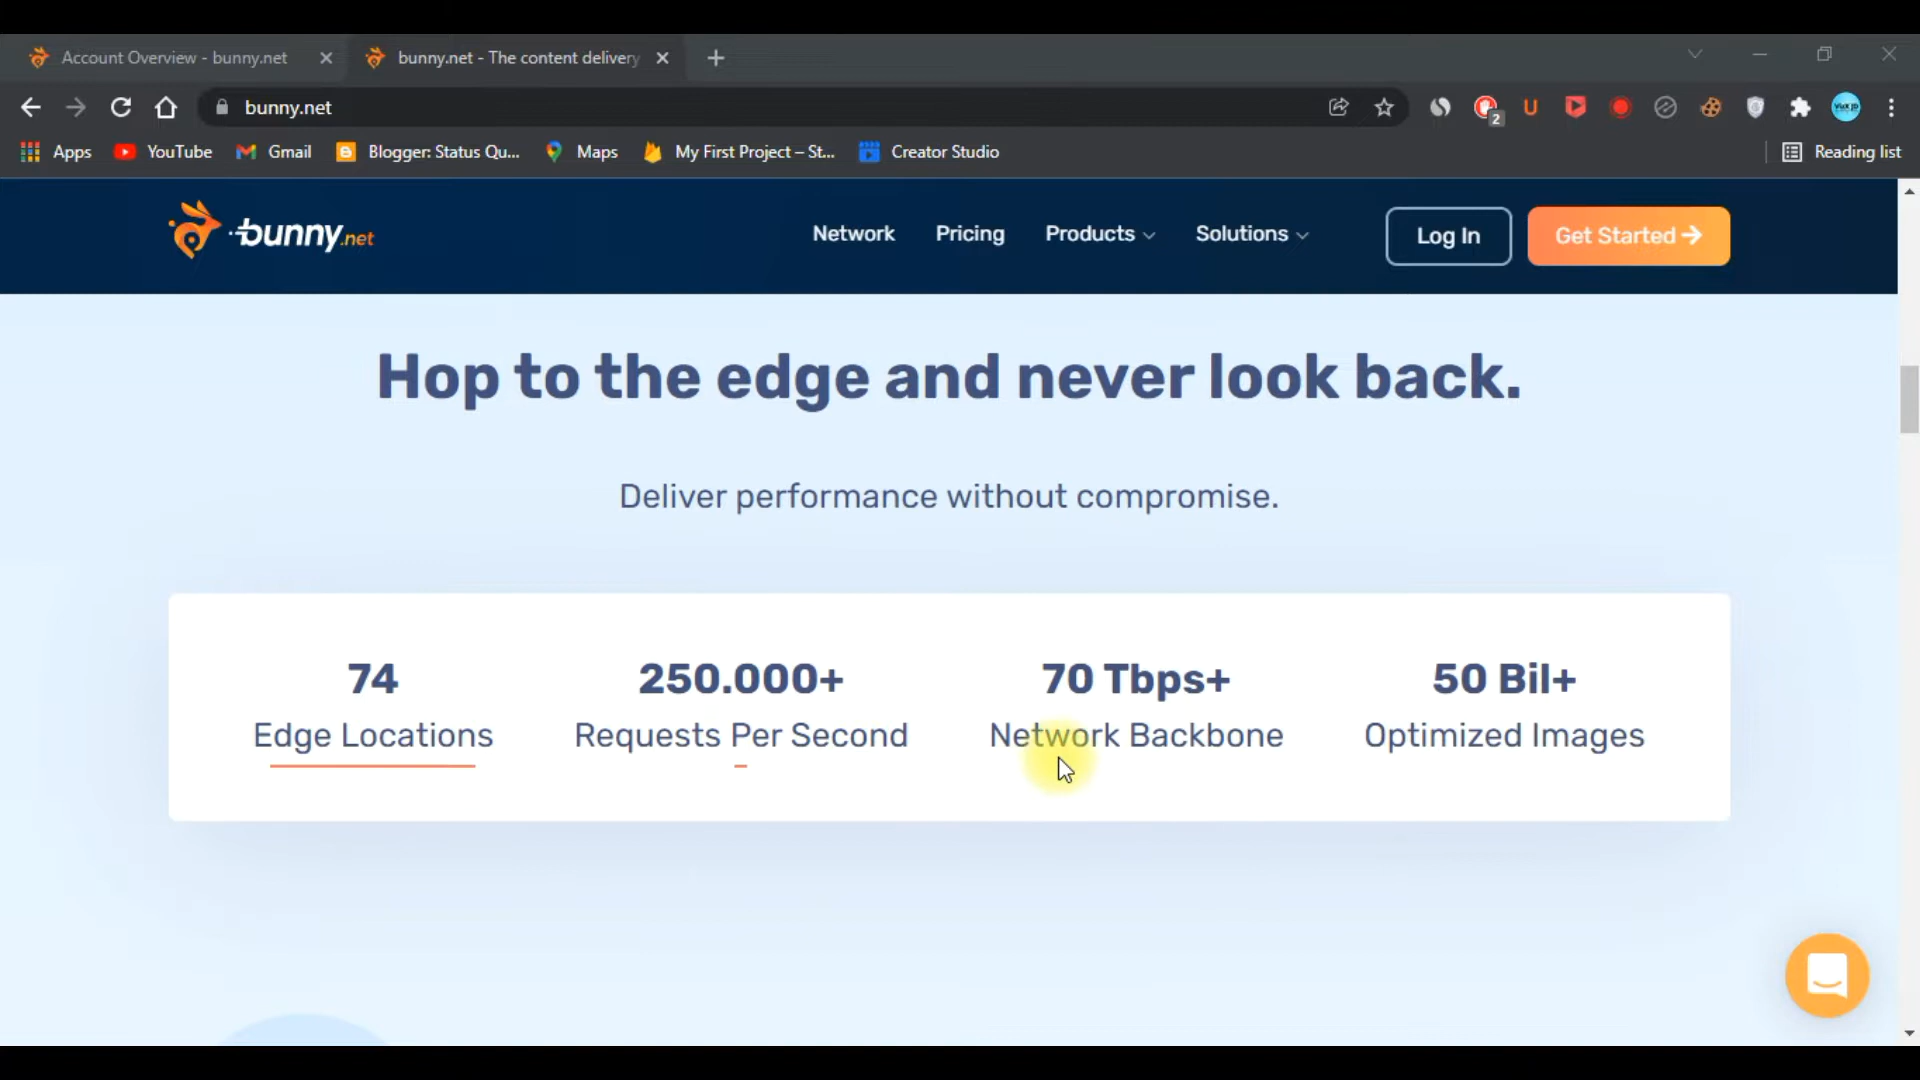 Account Overview - bunny.net
bunny.net - The content delivery
bunny.net
2
U
Apps
YouTube
Gmail
Blogger: Status Qu...
Maps
My First Project – St...
Creator Studio
Reading list
bunny.net
Network
Pricing
Products
Solutions
Log In
Get Started
Hop to the edge and never look back.
Deliver performance without compromise.
74
250.000+
70 Tbps+
50 Bil+
Edge Locations
Requests Per Second
Network Backbone
Optimized Images